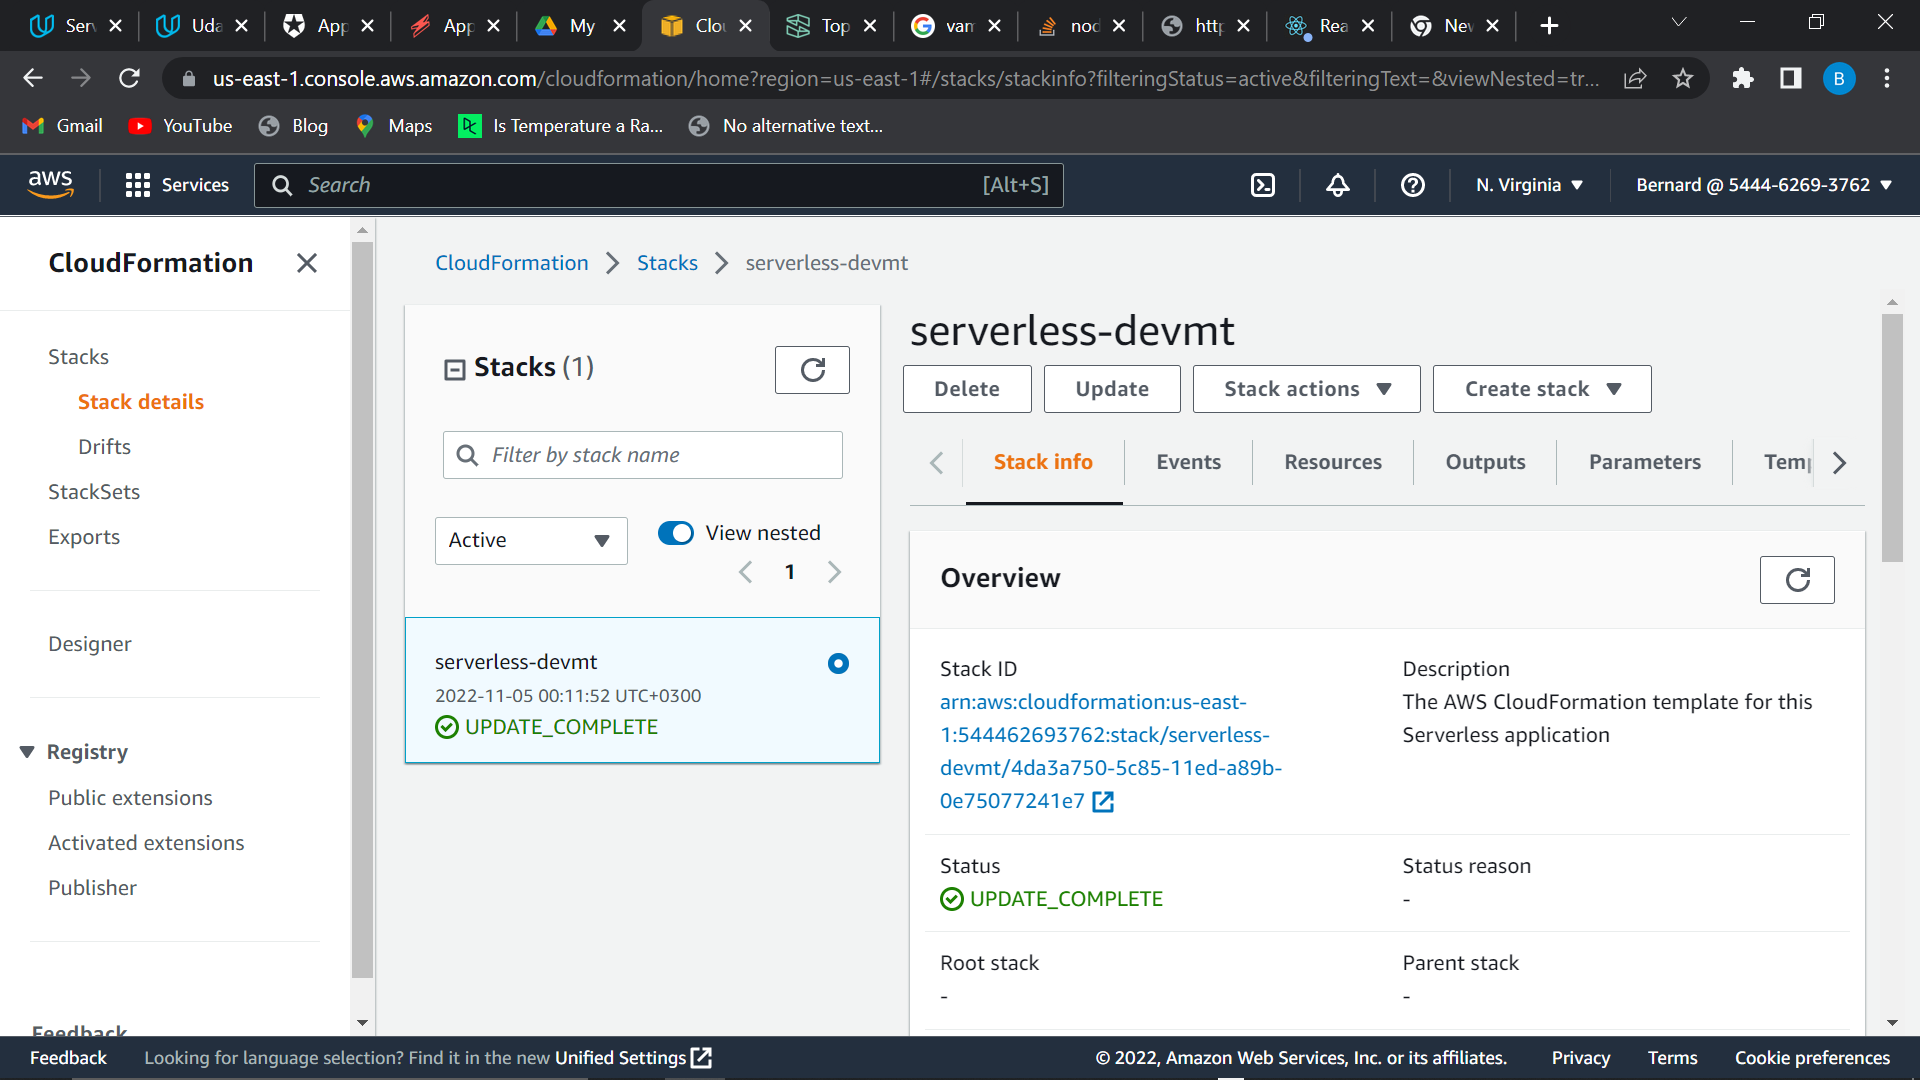 Serv
Uda
App
App
My
Clou
Top
vam
nod
http
Rea
New
us-east-1.console.aws.amazon.com/cloudformation/home?region=us-east-1#/stacks/stackinfo?filteringStatus=active&filteringText=&viewNested=tr...
B
Gmail
YouTube
Blog
Maps
Is Temperature a Ra...
No alternative text...
aws
Services
Search
[Alt+S]
N. Virginia
Bernard @ 5444-6269-3762
CloudFormation
Stacks
Stack details
Drifts
StackSets
Exports
Designer
Registry
Public extensions
Activated extensions
Publisher
Feedback
CloudFormation
Stacks
serverless-devmt
Stacks (1)
Filter by stack name
Active
View nested
1
serverless-devmt
2022-11-05 00:11:52 UTC+0300
UPDATE_COMPLETE
serverless-devmt
Delete
Update
Stack actions
Create stack
Stack info
Events
Resources
Outputs
Parameters
Temp
Overview
Stack ID
arn:aws:cloudformation:us-east-
1:544462693762:stack/serverless-
devmt/4da3a750-5c85-11ed-a89b-
0e75077241e7
Description
The AWS CloudFormation template for this
Serverless application
Status
UPDATE_COMPLETE
Status reason
-
Root stack
-
Parent stack
-
Feedback
Looking for language selection? Find it in the new Unified Settings
© 2022, Amazon Web Services, Inc. or its affiliates.
Privacy
Terms
Cookie preferences